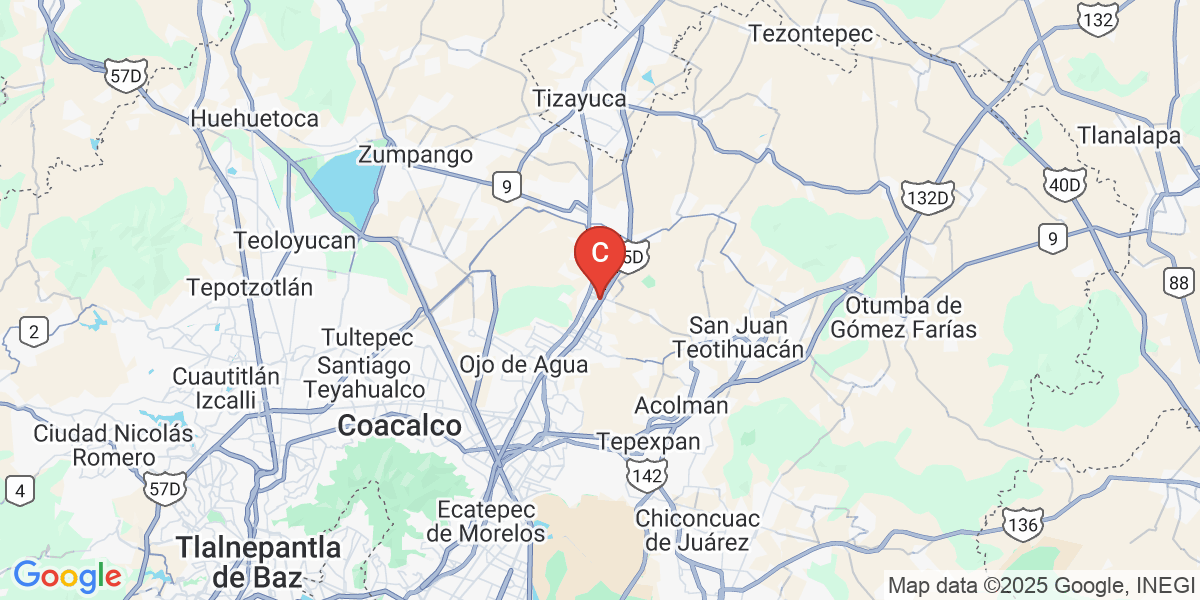 132
Tezontepec
57D
Tizayuca
Huehuetoca
Tlanalapa
Zumpango
9
40D
132D
Teoloyucan
9
C
5D
Tepotzotlán
88
2
Otumba de
Gómez Farías
San Juan
Teotihuacán
Tultepec
Santiago
Teyahualco
Ojo de Agua
Cuautitlán
Izcalli
Acolman
Coacalco
Ciudad Nicolás
Romero
Tepexpan
142
4
57D
Ecatepec
de Morelos
Chiconcuac
de Juárez
136
Tlalnepantla
de Baz
Google
Map data ©2025 Google, INEGI